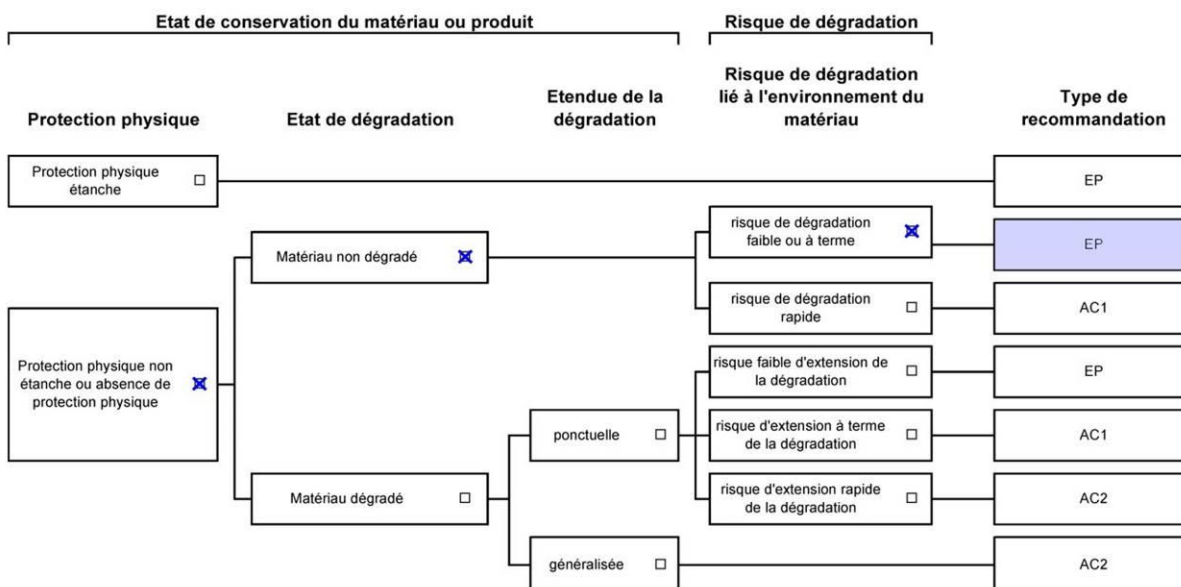 Etat de conservation du matériau ou produit
Risque de dégradation
Protection physique
Etat de dégradation
Etendue de la
dégradation
Risque de dégradation
lié à l'environnement du
matériau
Type de
recommandation
Protection physique
étanche
EP
Matériau non dégradé
risque de dégradation
faible ou à terme
EP
risque de dégradation
rapide
AC1
Protection physique non
étanche ou absence de
protection physique
risque faible d'extension de
la dégradation
EP
ponctuelle
risque d'extension à terme
de la dégradation
AC1
Matériau dégradé
risque d'extension rapide
de la dégradation
AC2
généralisée
AC2